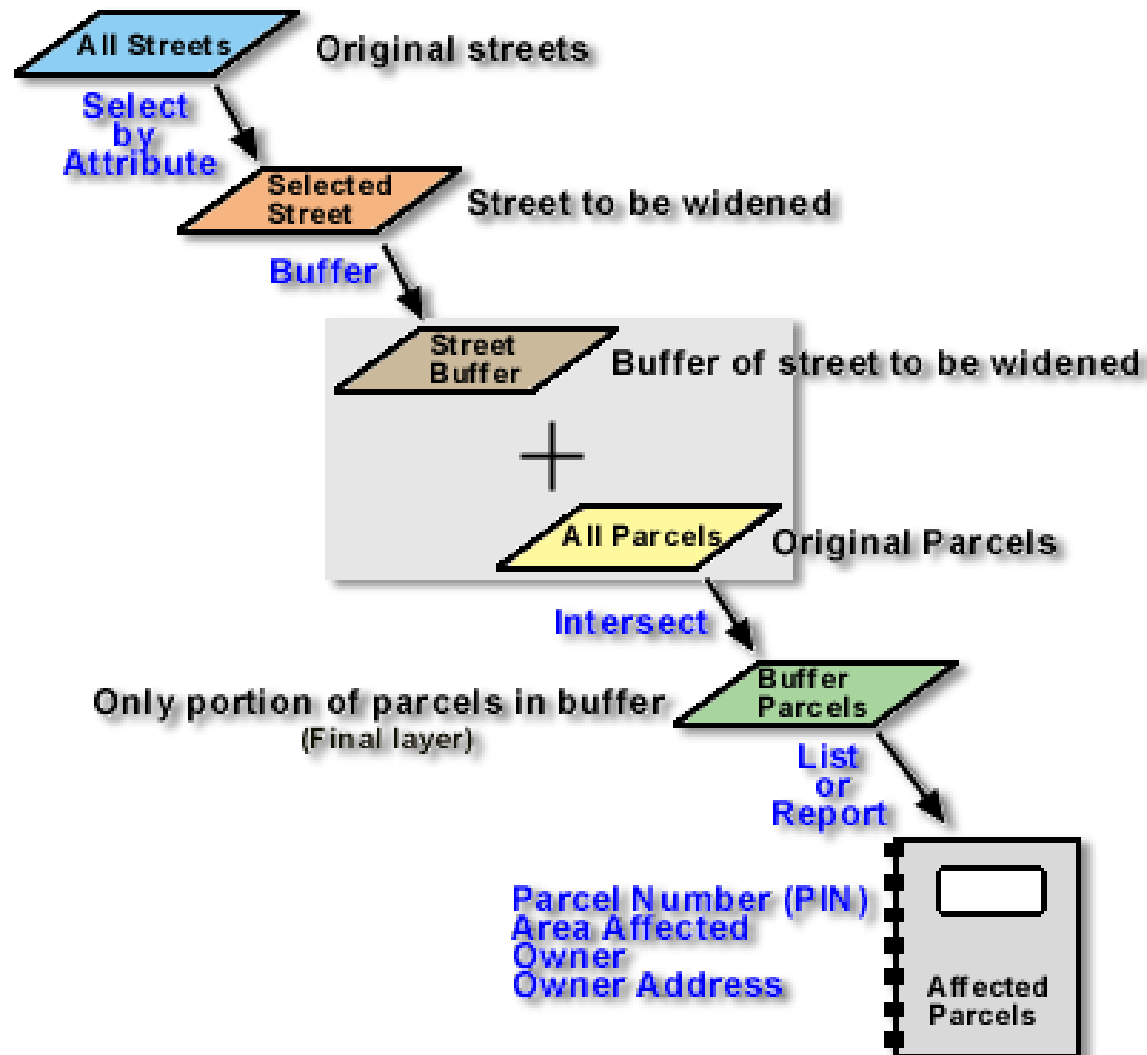 All Streets
Original streets
Select
by
Attribute
Selected
Street
Street to be widened
Buffer
Street
Buffer
Buffer of street to be widened
All Parcels
Original Parcels
Intersect
Buffer
Parcels
Only portion of parcels in buffer
(Final layer)
List
or
Report
Parcel Number (PIN)
Area Affected
Owner
Owner Address
Affected
Parcels